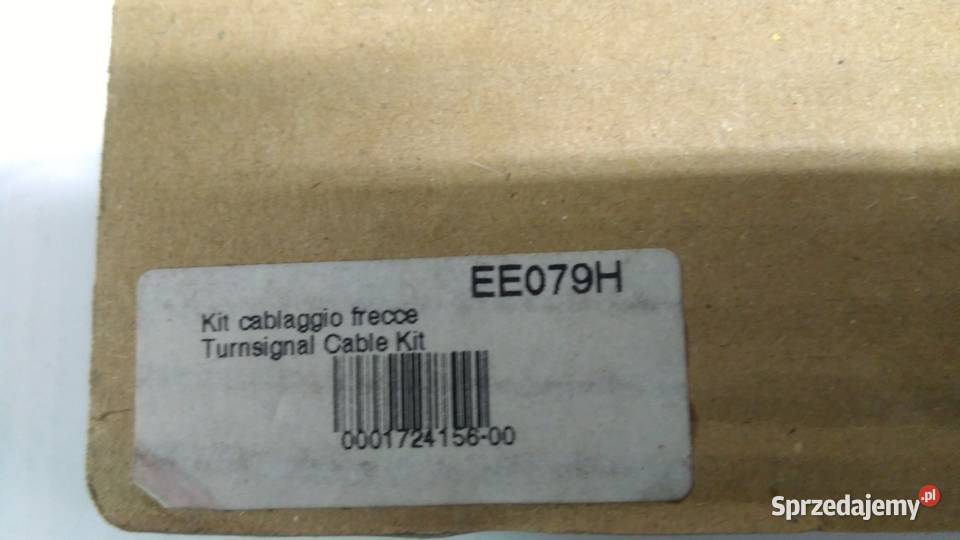 EE079H
Kit cablaggio frecce
Turnsignal Cable Kit
0001724156-00
Sprzedajemy.pl